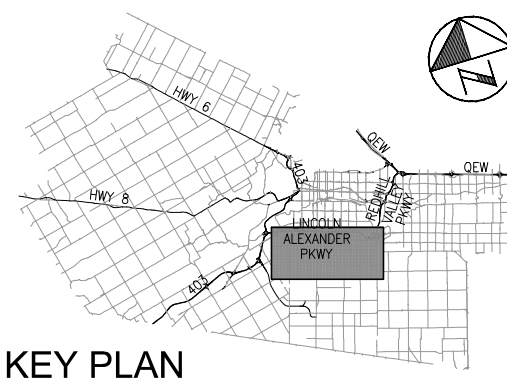 HWY 6
QEW
403
QEW
HWY 8
REDHILL
VALLEY
PKWY
LINCOLN
ALEXANDER
PKWY
403
N
KEY PLAN